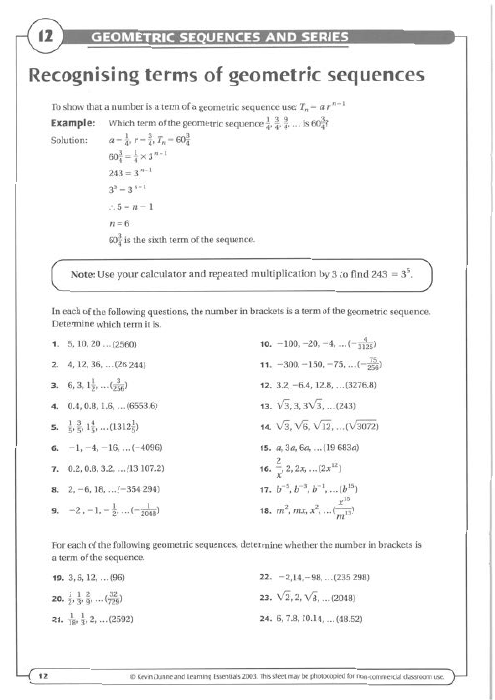 12 GEOMETRIC SEQUENCES AND SERIES
Recognising terms of geometric sequences
To show that a number is a term of a geometric sequence use Tₙ = a rⁿ⁻¹
Example: Which term of the geometric sequence 1/4, 3/4, 9/4, ... is 60 3/4?
Solution: a = 1/4, r = , Tₙ = 60 3/4
60 3/4 = 1/4 × 3ⁿ⁻¹
243 = 3ⁿ⁻¹
3⁵ = 3ⁿ⁻¹
∴ 5 = n − 1
n = 6
60 3/4 is the sixth term of the sequence.
Note: Use your calculator and repeated multiplication by 3 to find 243 = 3⁵.
In each of the following questions, the number in brackets is a term of the geometric sequence.
Determine which term it is.
1. 5, 10, 20 ... (2560)
2. 4, 12, 36, ... (26 244)
3. 6, 3, 1 1/2, ... (3/256)
4. 0.4, 0.8, 1.6, ... (6553.6)
5. 1/5, 3/5, 1 4/5, ... (1312 1/5)
6. −1, −4, −16, ... (−4096)
7. 0.2, 0.8, 3.2, ... (13 107.2)
8. 2, −6, 18, ... (−354 294)
9. −2, −1, −1/2, ... (−1/2048)
10. −100, −20, −4, ... (−4/3125)
11. −300, −150, −75, ... (−75/256)
12. 3.2, −6.4, 12.8, ... (3276.8)
13. √3, 3, 3√3, ... (243)
14. √3, √6, √12, ... (√3072)
15. a, 3a, 6a, ... (19 683a)
16. 2/x, 2, 2x, ... (2x¹²)
17. b⁻⁵, b⁻³, b⁻¹, ... (b¹⁵)
18. m², mx, x², ... (x¹⁵/m¹³)
For each of the following geometric sequences, determine whether the number in brackets is
a term of the sequence.
19. 3, 6, 12, ... (96)
20. 1/2, 1/3, 2/9, ... (32/729)
21. 1/18, 1/3, 2, ... (2592)
22. −2, 14, −98, ... (235 298)
23. √2, 2, √8, ... (2048)
24. 6, 7.8, 10.14, ... (48.52)
12 © Kevin Dunne and Learning Essentials 2003. This sheet may be photocopied for non-commercial classroom use.